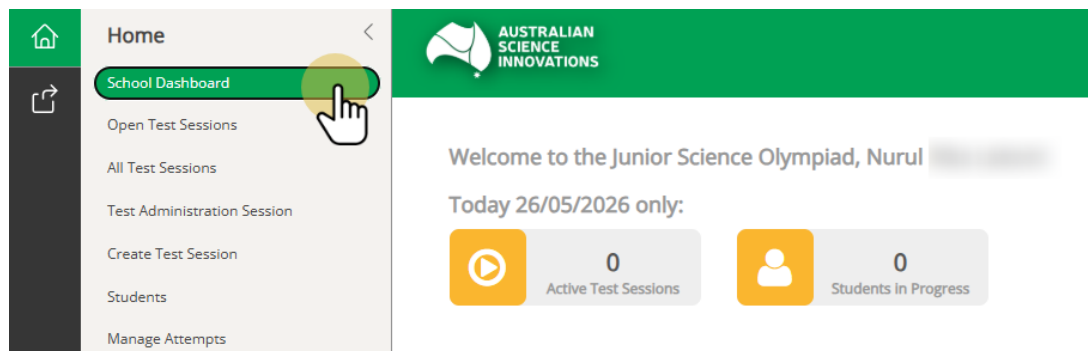 Home
School Dashboard
Open Test Sessions
All Test Sessions
Test Administration Session
Create Test Session
Students
Manage Attempts
AUSTRALIAN
SCIENCE
INNOVATIONS
Welcome to the Junior Science Olympiad, Nurul
Today 26/05/2026 only:
0
Active Test Sessions
0
Students in Progress